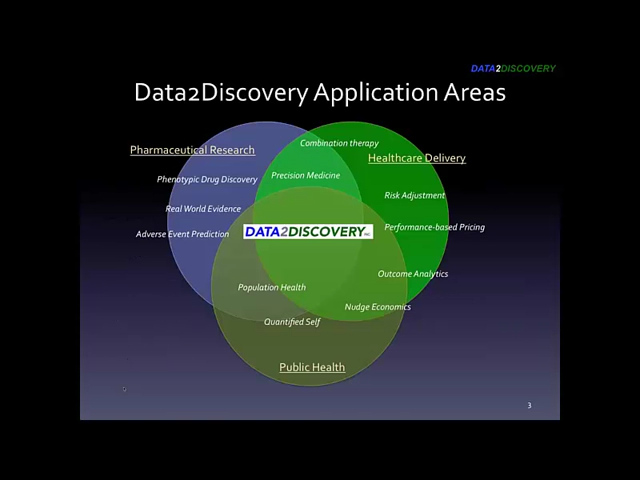 DATA2DISCOVERY
Data2Discovery Application Areas
Combination therapy
Pharmaceutical Research
Healthcare Delivery
Precision Medicine
Phenotypic Drug Discovery
Risk Adjustment
Real World Evidence
Performance-based Pricing
Adverse Event Prediction
DATA2DISCOVERY INC
Outcome Analytics
Population Health
Nudge Economics
Quantified Self
Public Health
3